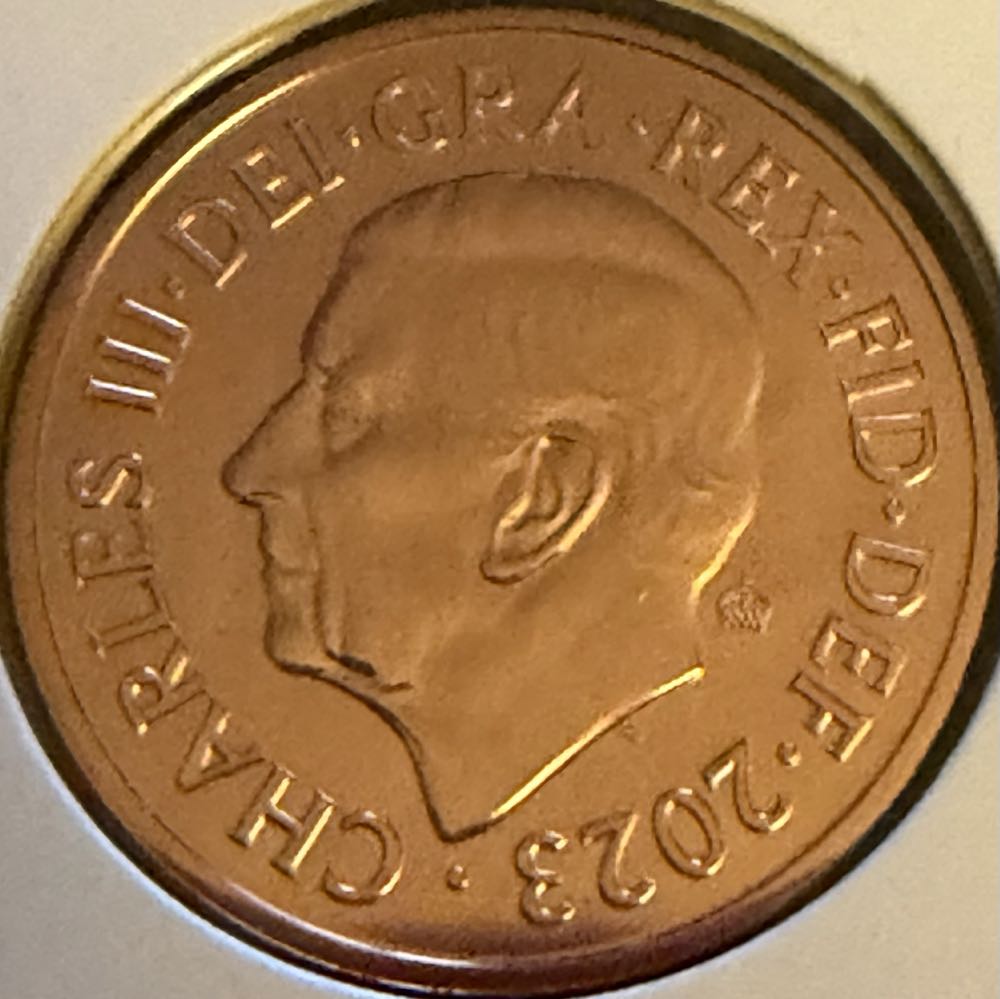 · CHARLES III · DEI · GRA · REX · FID · DEF · 2023